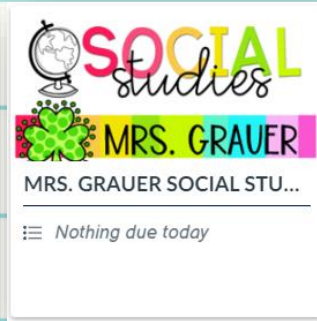 SOCIAL
studies
MRS. GRAUER
MRS. GRAUER SOCIAL STU...
Nothing due today